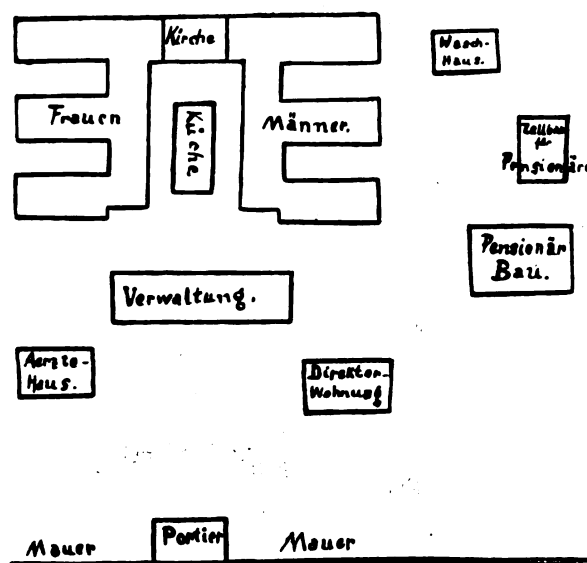 Kirche
Wasch-
Haus.
Frauen
Küche
Männer.
Zellbau
für
Pensionäre
Pensionär
Bau.
Verwaltung.
Aerzte-
Haus.
Direktor-
Wohnung
Mauer
Portier
Mauer